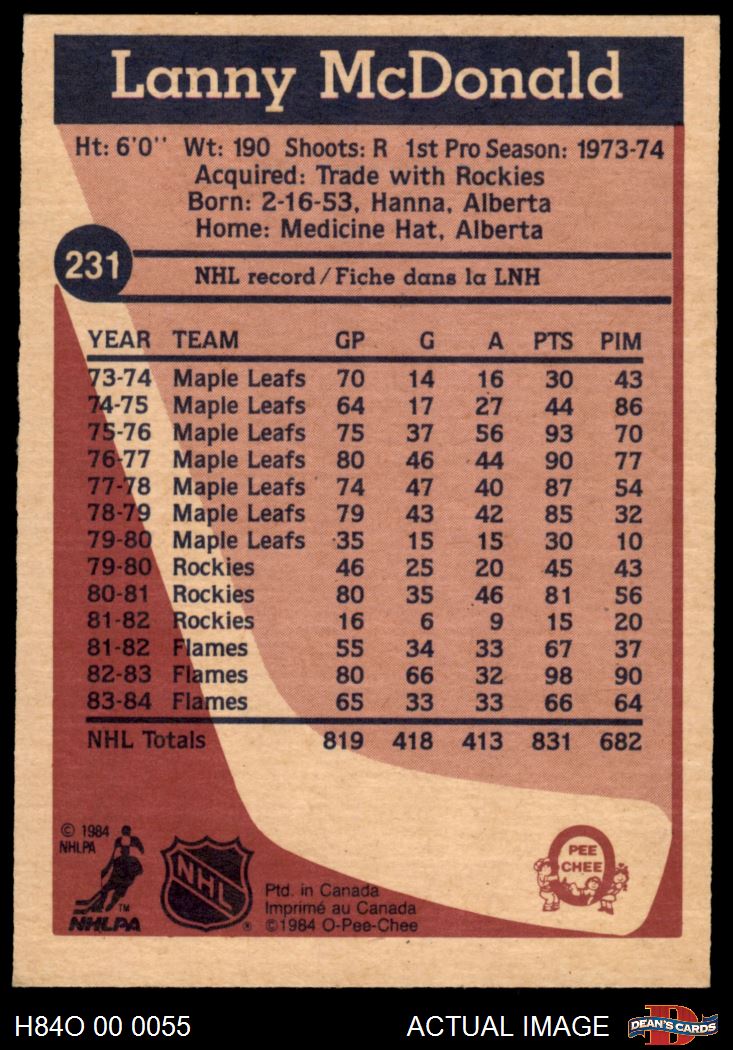 Lanny McDonald
Ht: 6'0'' Wt: 190 Shoots: R 1st Pro Season: 1973-74
Acquired: Trade with Rockies
Born: 2-16-53, Hanna, Alberta
Home: Medicine Hat, Alberta
231
NHL record/Fiche dans la LNH
YEAR TEAM GP G A PTS PIM
73-74 Maple Leafs 70 14 16 30 43
74-75 Maple Leafs 64 17 27 44 86
75-76 Maple Leafs 75 37 56 93 70
76-77 Maple Leafs 80 46 44 90 77
77-78 Maple Leafs 74 47 40 87 54
78-79 Maple Leafs 79 43 42 85 32
79-80 Maple Leafs 35 15 15 30 10
79-80 Rockies 46 25 20 45 43
80-81 Rockies 80 35 46 81 56
81-82 Rockies 16 6 9 15 20
81-82 Flames 55 34 33 67 37
82-83 Flames 80 66 32 98 90
83-84 Flames 65 33 33 66 64
NHL Totals 819 418 413 831 682
© 1984
NHLPA
TM
NHLPA
NHL
®
Ptd. in Canada
Imprimé au Canada
©1984 O-Pee-Chee
PEE
CHEE
H84O 00 0055
ACTUAL IMAGE
D
DEAN'S CARDS